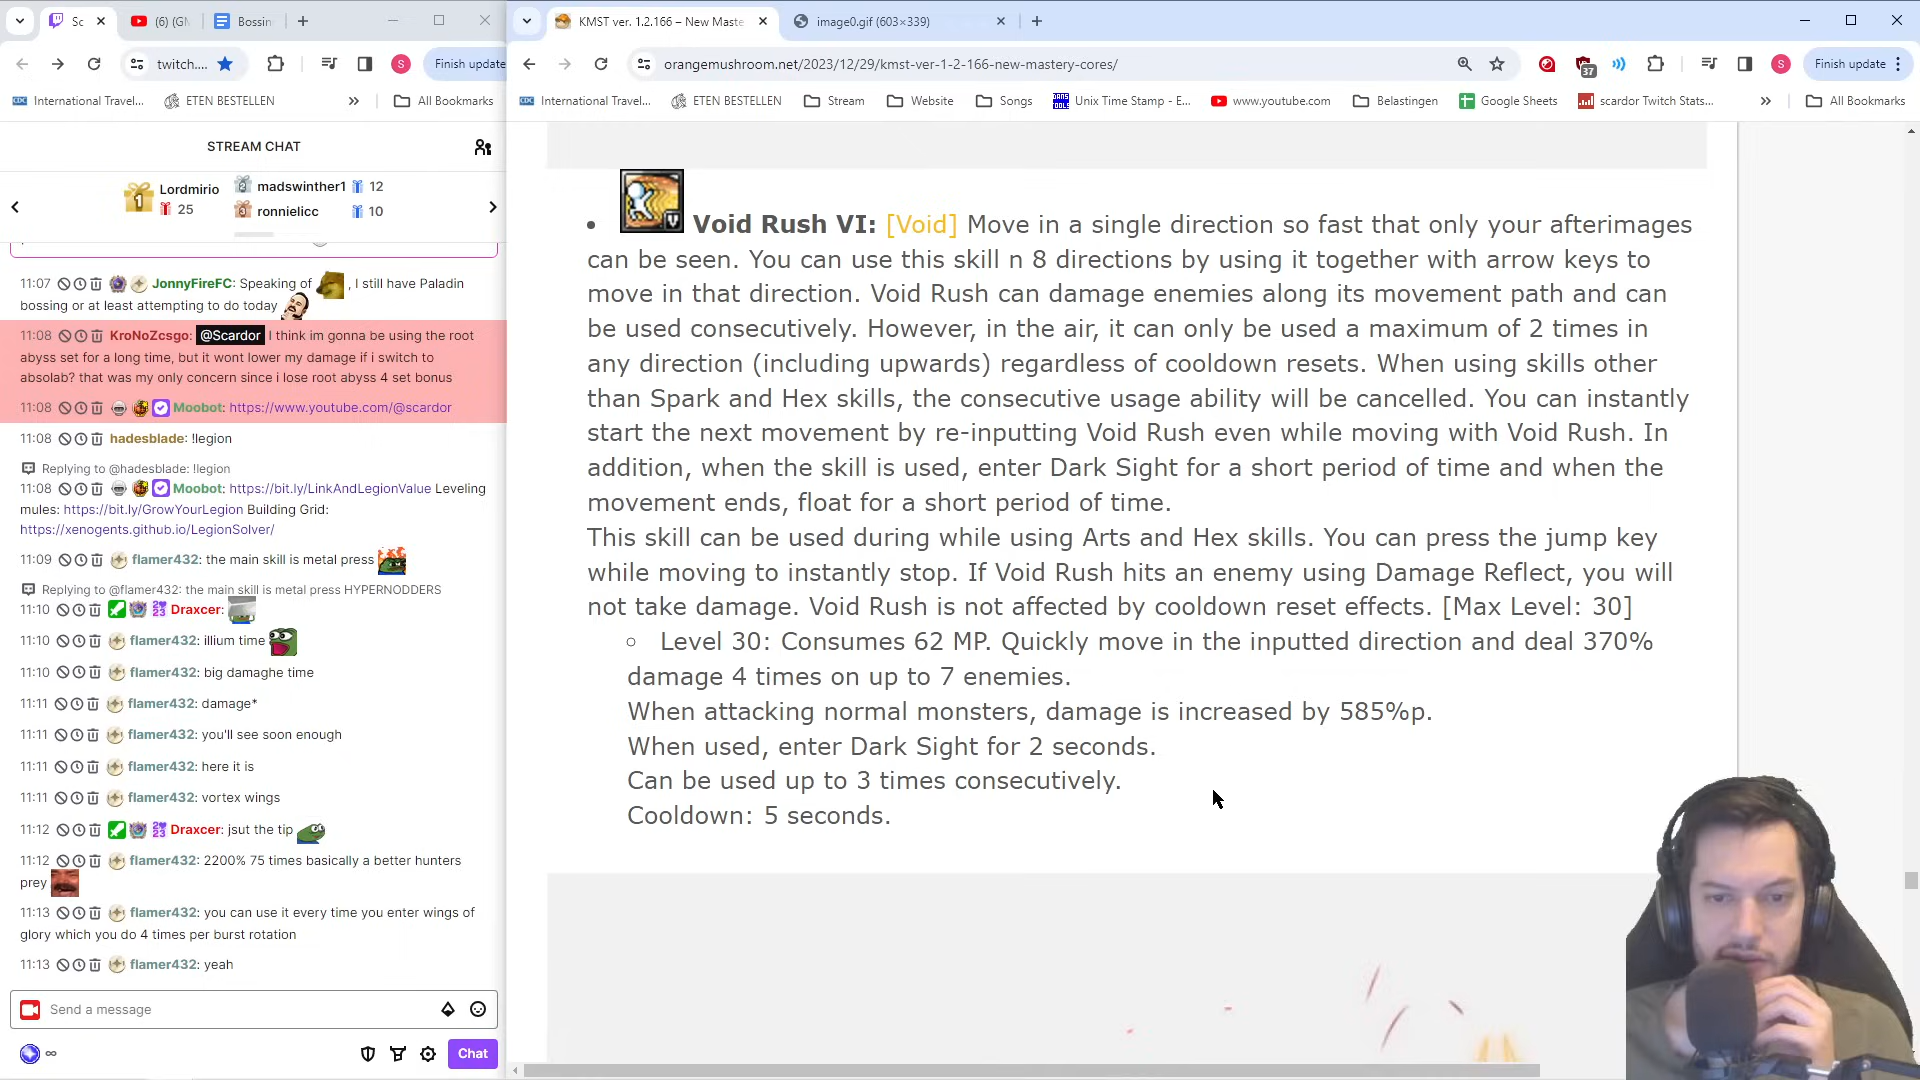 Sc
(6) (GM
Bossin
KMST ver. 1.2.166 – New Maste
image0.gif (603×339)
twitch....
S
Finish update
orangemushroom.net/2023/12/29/kmst-ver-1-2-166-new-mastery-cores/
37
S
Finish update
International Travel...
ETEN BESTELLEN
All Bookmarks
International Travel...
ETEN BESTELLEN
Stream
Website
Songs
Unix Time Stamp - E...
www.youtube.com
Belastingen
Google Sheets
scardor Twitch Stats...
All Bookmarks
STREAM CHAT
1
Lordmirio
25
2 madswinther1 12
3 ronnielicc 10
11:07 JonnyFireFC: Speaking of , I still have Paladin
bossing or at least attempting to do today
11:08 KroNoZcsgo: @Scardor I think im gonna be using the root
abyss set for a long time, but it wont lower my damage if i switch to
absolab? that was my only concern since i lose root abyss 4 set bonus
11:08 Moobot: https://www.youtube.com/@scardor
11:08 hadesblade: !legion
Replying to @hadesblade: !legion
11:08 Moobot: https://bit.ly/LinkAndLegionValue Leveling
mules: https://bit.ly/GrowYourLegion Building Grid:
https://xenogents.github.io/LegionSolver/
11:09 flamer432: the main skill is metal press
Replying to @flamer432: the main skill is metal press HYPERNODDERS
11:10 Draxcer:
11:10 flamer432: illium time
11:10 flamer432: big damaghe time
11:11 flamer432: damage*
11:11 flamer432: you'll see soon enough
11:11 flamer432: here it is
11:11 flamer432: vortex wings
11:12 Draxcer: jsut the tip
11:12 flamer432: 2200% 75 times basically a better hunters
prey
11:13 flamer432: you can use it every time you enter wings of
glory which you do 4 times per burst rotation
11:13 flamer432: yeah
Send a message
∞
Chat
V
Void Rush VI: [Void] Move in a single direction so fast that only your afterimages
can be seen. You can use this skill n 8 directions by using it together with arrow keys to
move in that direction. Void Rush can damage enemies along its movement path and can
be used consecutively. However, in the air, it can only be used a maximum of 2 times in
any direction (including upwards) regardless of cooldown resets. When using skills other
than Spark and Hex skills, the consecutive usage ability will be cancelled. You can instantly
start the next movement by re-inputting Void Rush even while moving with Void Rush. In
addition, when the skill is used, enter Dark Sight for a short period of time and when the
movement ends, float for a short period of time.
This skill can be used during while using Arts and Hex skills. You can press the jump key
while moving to instantly stop. If Void Rush hits an enemy using Damage Reflect, you will
not take damage. Void Rush is not affected by cooldown reset effects. [Max Level: 30]
Level 30: Consumes 62 MP. Quickly move in the inputted direction and deal 370%
damage 4 times on up to 7 enemies.
When attacking normal monsters, damage is increased by 585%p.
When used, enter Dark Sight for 2 seconds.
Can be used up to 3 times consecutively.
Cooldown: 5 seconds.